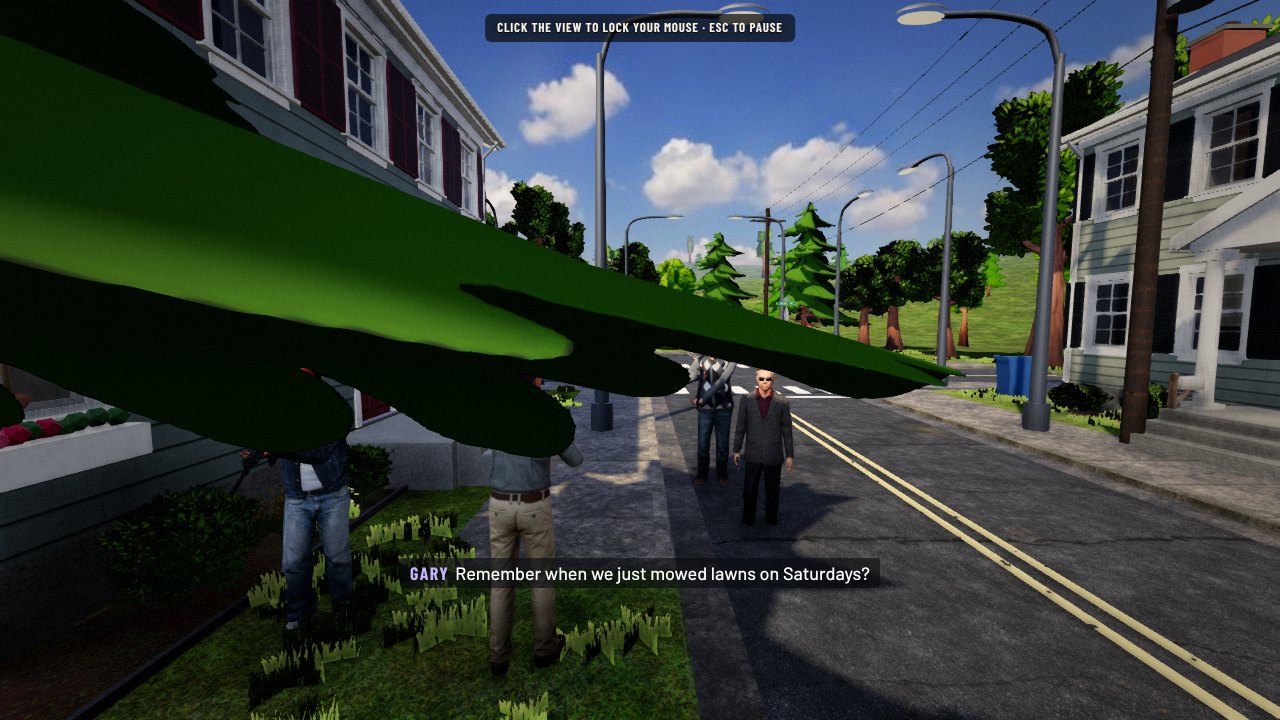 CLICK THE VIEW TO LOCK YOUR MOUSE · ESC TO PAUSE
GARY Remember when we just mowed lawns on Saturdays?